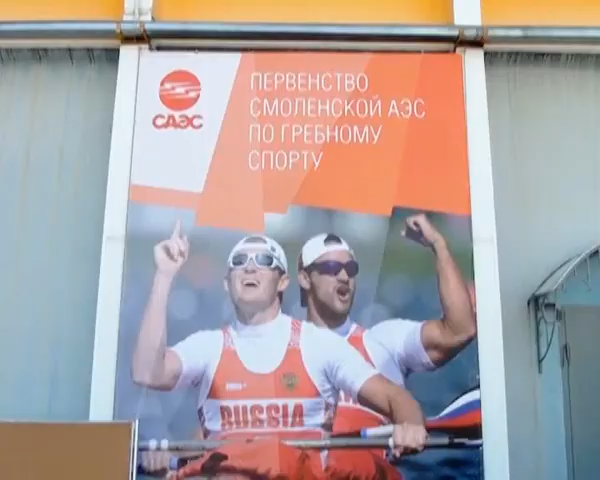 ПЕРВЕНСТВО
СМОЛЕНСКОЙ АЭС
ПО ГРЕБНОМУ
СПОРТУ
САЭС
RUSSIA